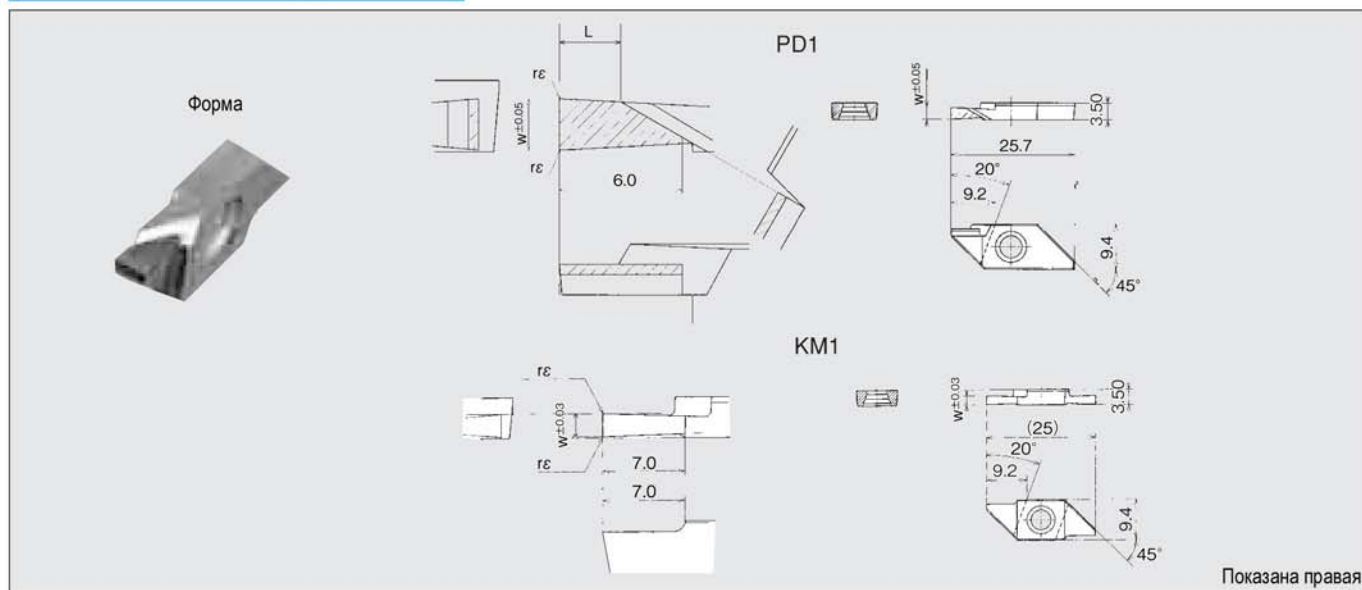 Форма
PD1
L
rε
w±0.05
rε
6.0
w±0.05
3.50
25.7
20°
9.2
9.4
45°
KM1
rε
w±0.03
rε
7.0
7.0
w±0.03
3.50
(25)
20°
9.2
9.4
45°
Показана правая